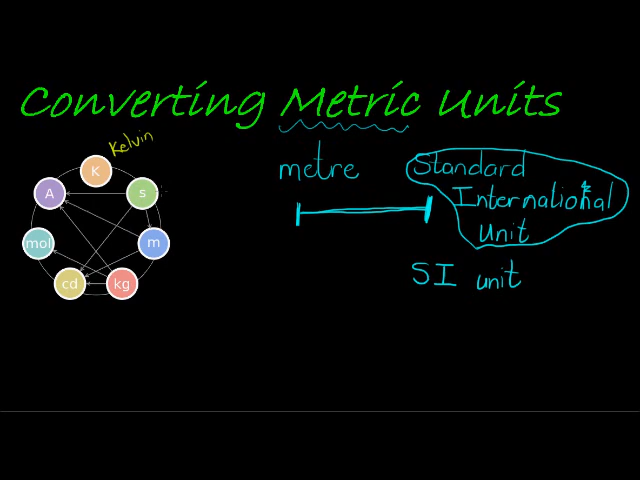 Converting Metric Units
Kelvin
K
A
S
mol
m
cd
kg
metre
Standard
International
Unit
SI unit